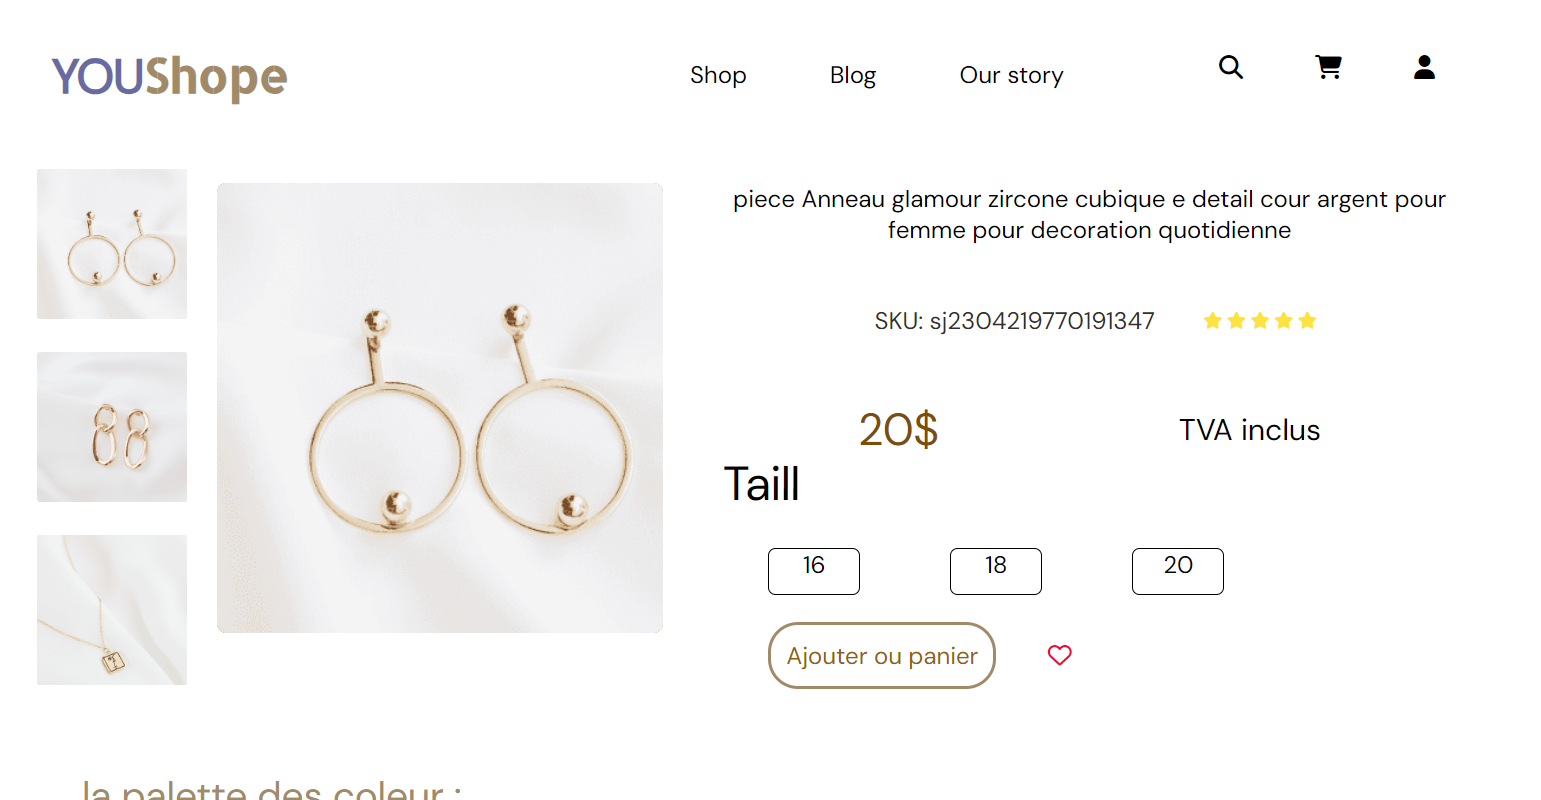 YOUShope
Shop
Blog
Our story
piece Anneau glamour zircone cubique e detail cour argent pour
femme pour decoration quotidienne
SKU: sj2304219770191347
20$
TVA inclus
Taill
16
18
20
Ajouter ou panier
la palette des coleur :